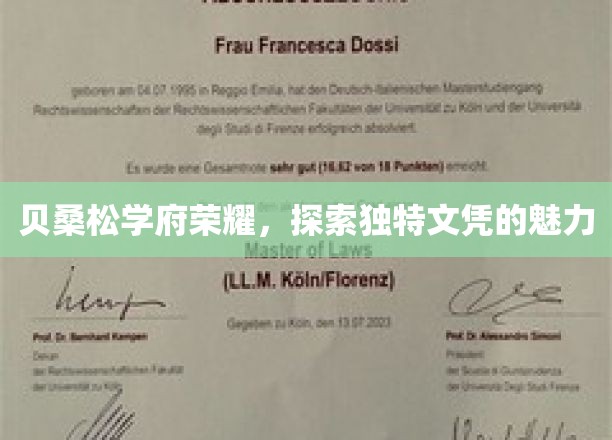 Frau Francesca Dossi
geboren am 04.07.1995 in Reggio Emilia, hat den Deutsch-Italienischen Masterstudiengang
Rechtswissenschaften der Rechtswissenschaftlichen Fakultäten der Universität zu Köln und der Università
degli Studi di Firenze erfolgreich absolviert.
Es wurde eine Gesamtnote sehr gut (16,62 von 18 Punkten) erreicht.
贝桑松学府荣耀，探索独特文凭的魅力
Master of Laws
(LL.M. Köln/Florenz)
Gegeben zu Köln, den 13.07.2023
Prof. Dr. Bernhard Kempen
Dekan
der Rechtswissenschaftlichen Fakultät
der Universität zu Köln
Prof. Dr. Alessandro Simoni
Präsident
der Scuola di Giurisprudenza
der Università Degli Studi Firenze